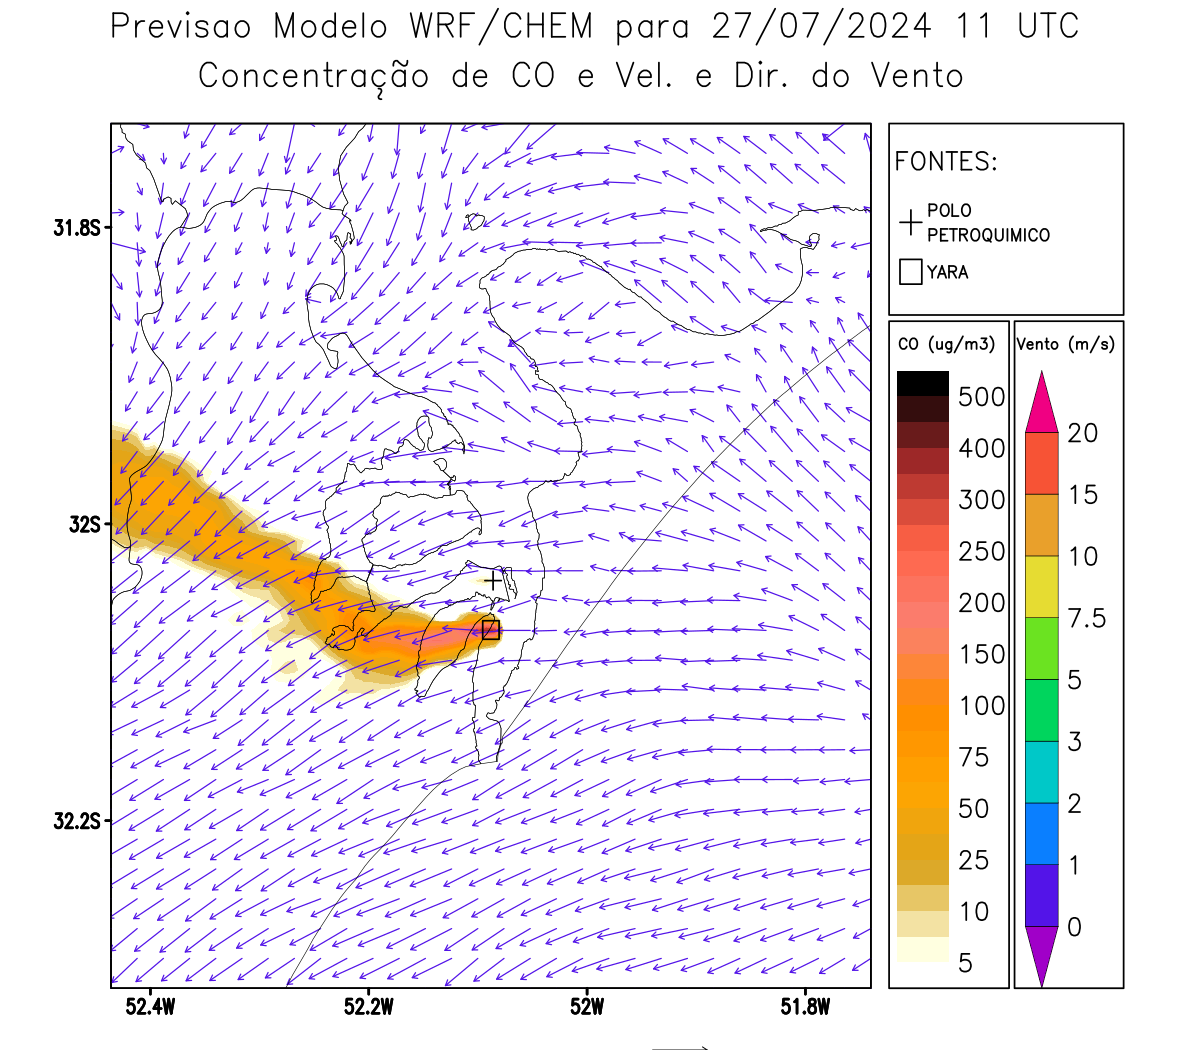 Previsao Modelo WRF/CHEM para 27/07/2024 11 UTC
Concentração de CO e Vel. e Dir. do Vento
FONTES:
POLO
PETROQUIMICO
YARA
CO (ug/m3)
500
400
300
250
200
150
100
75
50
25
10
5
Vento (m/s)
20
15
10
7.5
5
3
2
1
0
31.8S
32S
32.2S
52.4W
52.2W
52W
51.8W